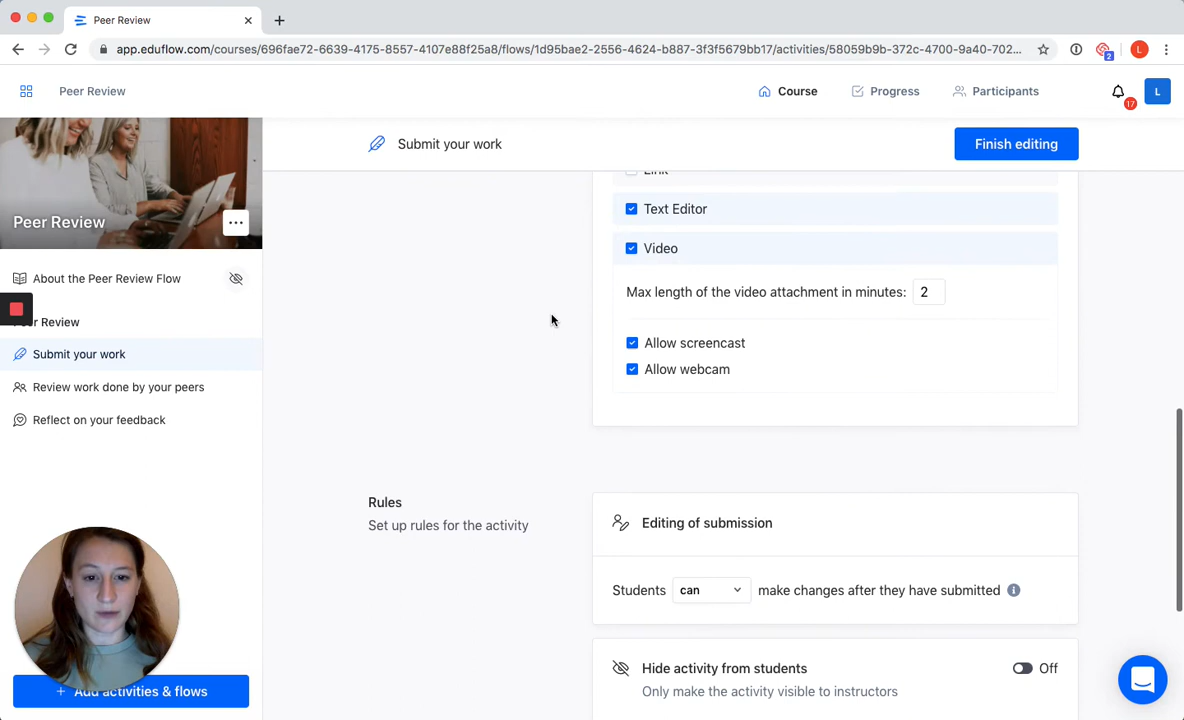 Peer Review
app.eduflow.com/courses/696fae72-6639-4175-8557-4107e88f25a8/flows/1d95bae2-2556-4624-b887-3f3f5679bb17/activities/58059b9b-372c-4700-9a40-702...
2
L
Peer Review
Course
Progress
Participants
17
L
Peer Review
Submit your work
Finish editing
About the Peer Review Flow
Peer Review
Submit your work
Review work done by your peers
Reflect on your feedback
Add activities & flows
Link
Text Editor
Video
Max length of the video attachment in minutes: 2
Allow screencast
Allow webcam
Rules
Set up rules for the activity
Editing of submission
Students can make changes after they have submitted
Hide activity from students
Off
Only make the activity visible to instructors